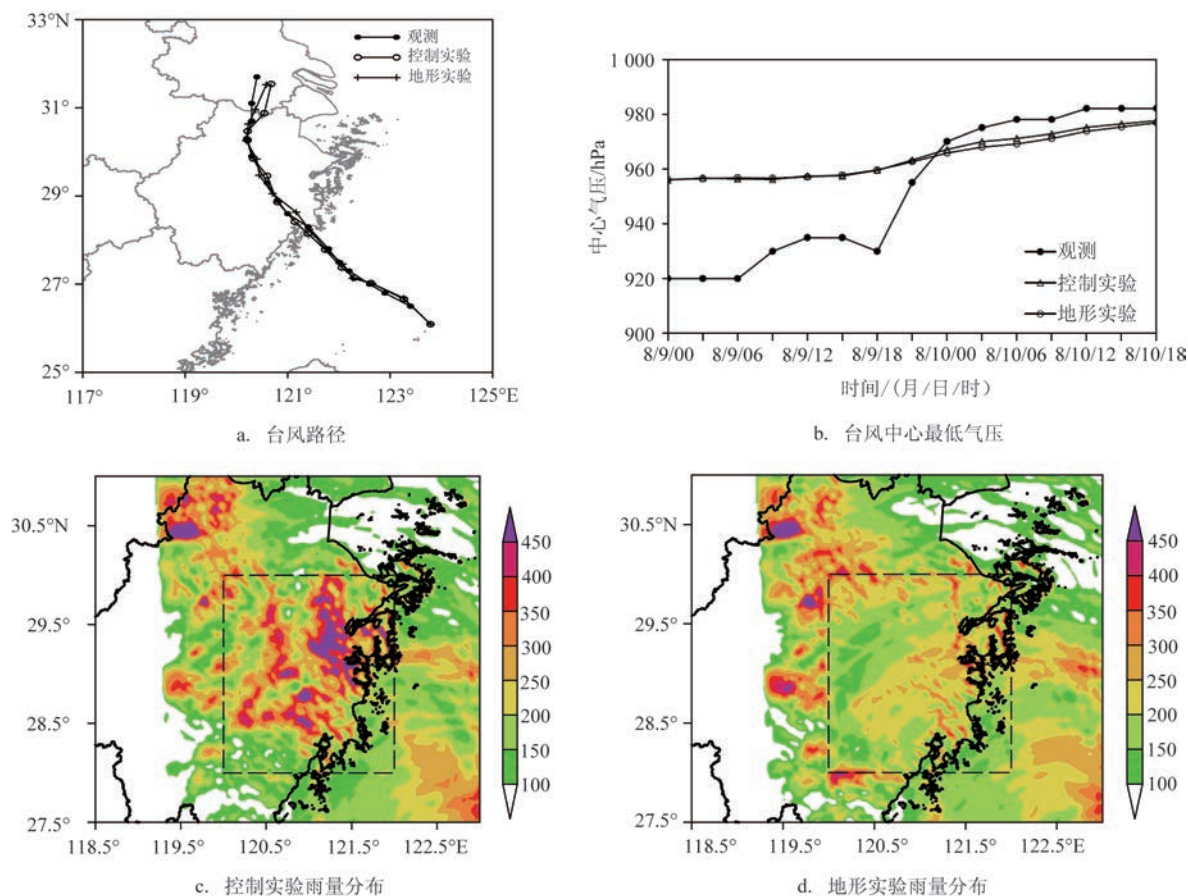 33°N
31°
29°
27°
25°
117°
119°
121°
123°
125°E
观测
控制实验
地形实验
a. 台风路径
1 000
980
960
940
920
900
中心气压/hPa
观测
控制实验
地形实验
8/9/00
8/9/06
8/9/12
8/9/18
8/10/00
8/10/06
8/10/12
8/10/18
时间/(月/日/时)
b. 台风中心最低气压
30.5°N
29.5°
28.5°
27.5°
118.5°
119.5°
120.5°
121.5°
122.5°E
450
400
350
300
250
200
150
100
c. 控制实验雨量分布
30.5°N
29.5°
28.5°
27.5°
118.5°
119.5°
120.5°
121.5°
122.5°E
450
400
350
300
250
200
150
100
d. 地形实验雨量分布